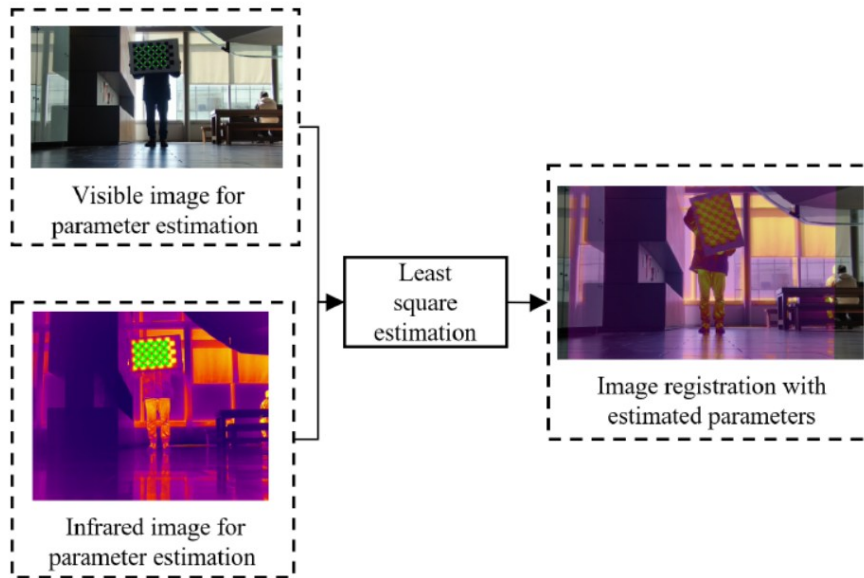 Visible image for
parameter estimation
Infrared image for
parameter estimation
Least
square
estimation
Image registration with
estimated parameters